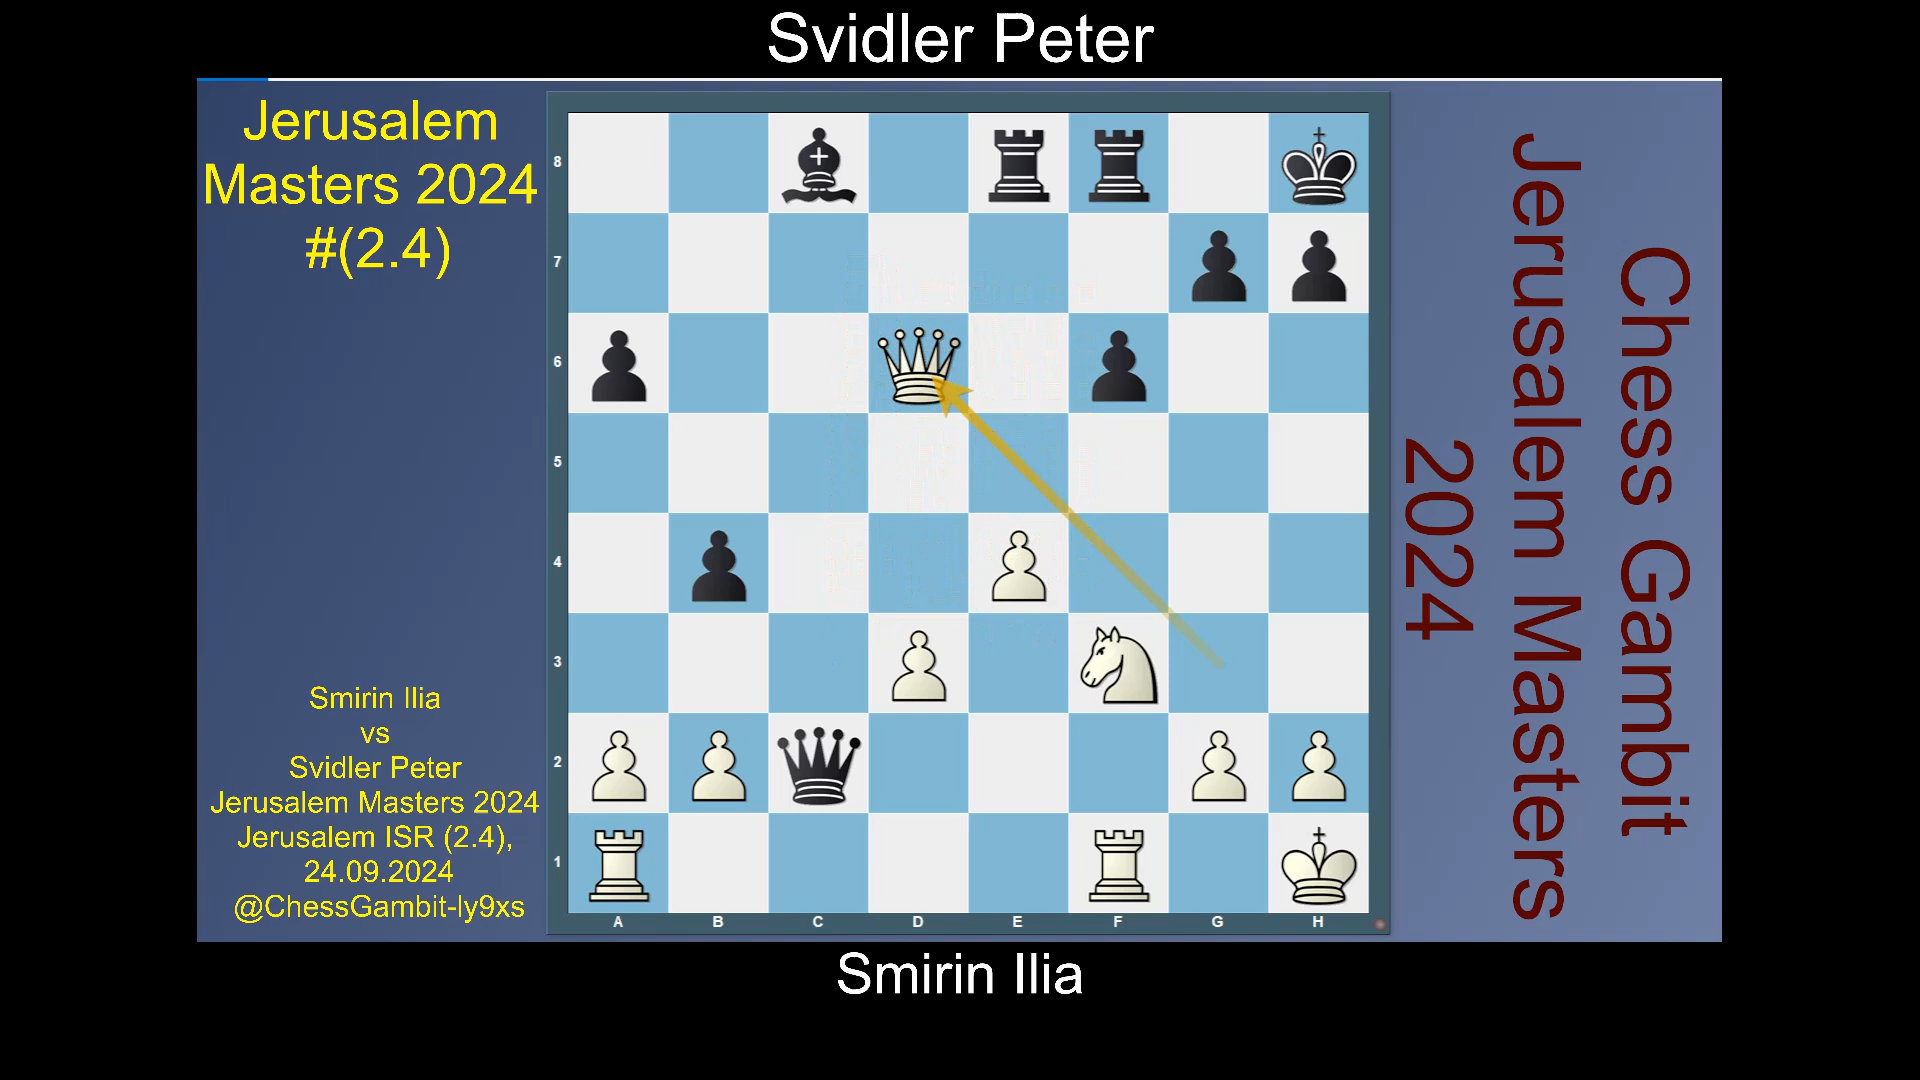 Svidler Peter
Jerusalem
Masters 2024
#(2.4)
Smirin Ilia
vs
Svidler Peter
Jerusalem Masters 2024
Jerusalem ISR (2.4),
24.09.2024
@ChessGambit-ly9xs
8
7
6
5
4
3
2
1
A B C D E F G H
Chess Gambit
Jerusalem Masters
2024
Smirin Ilia